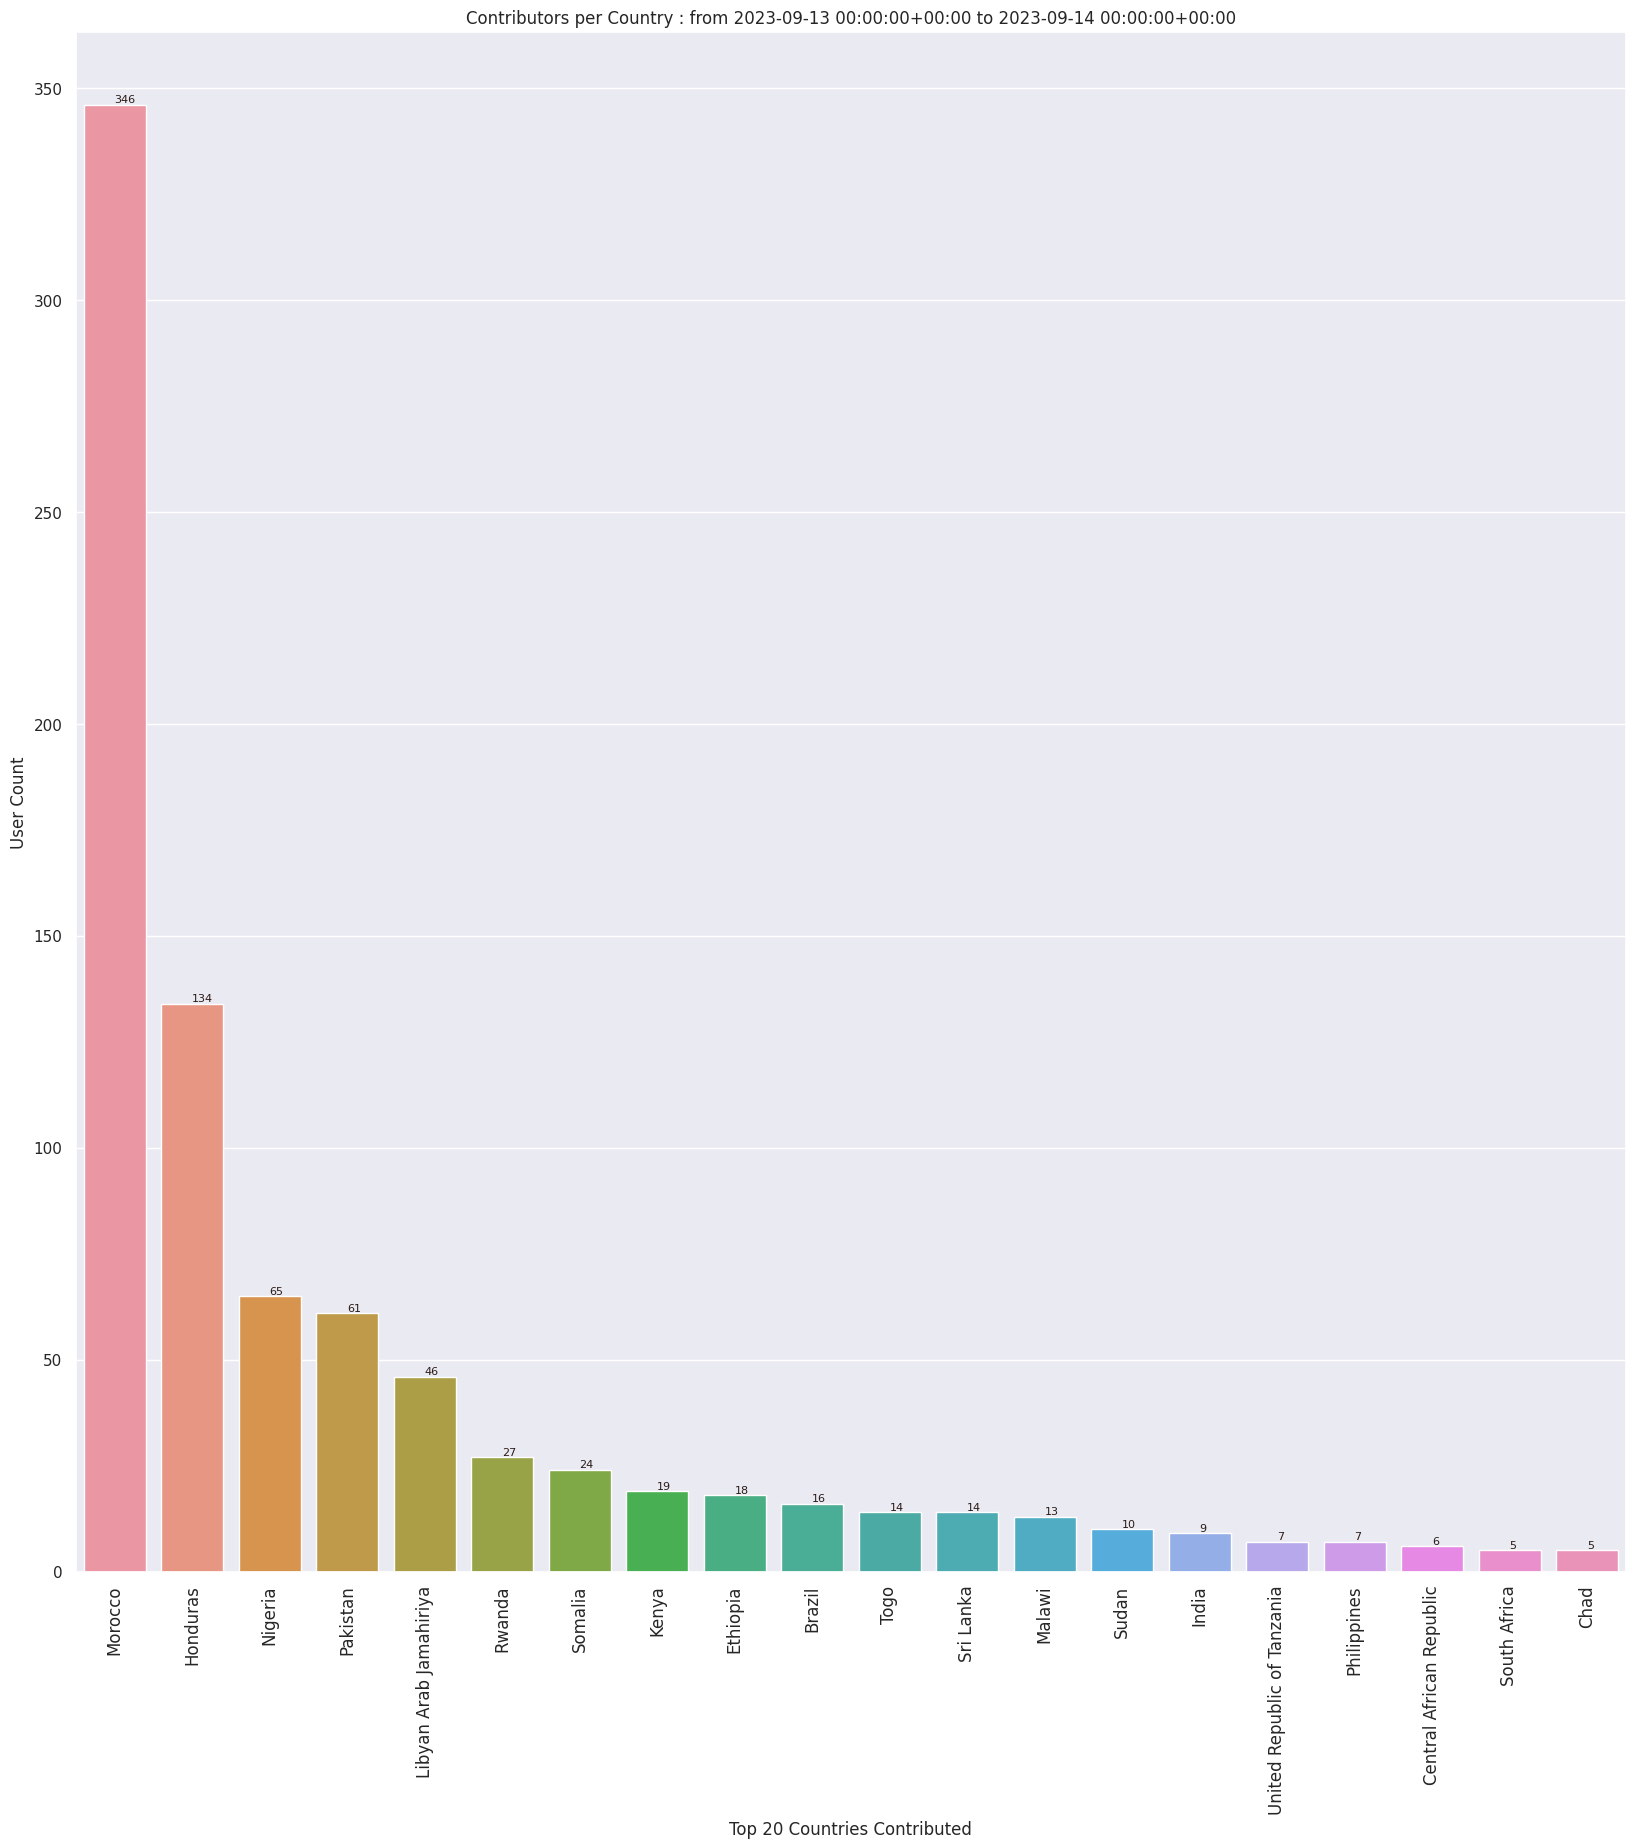 Contributors per Country : from 2023-09-13 00:00:00+00:00 to 2023-09-14 00:00:00+00:00
350
300
250
200
150
100
50
0
User Count
346
134
65
61
46
27
24
19
18
16
14
14
13
10
9
7
7
6
5
5
Morocco
Honduras
Nigeria
Pakistan
Libyan Arab Jamahiriya
Rwanda
Somalia
Kenya
Ethiopia
Brazil
Togo
Sri Lanka
Malawi
Sudan
India
United Republic of Tanzania
Philippines
Central African Republic
South Africa
Chad
Top 20 Countries Contributed